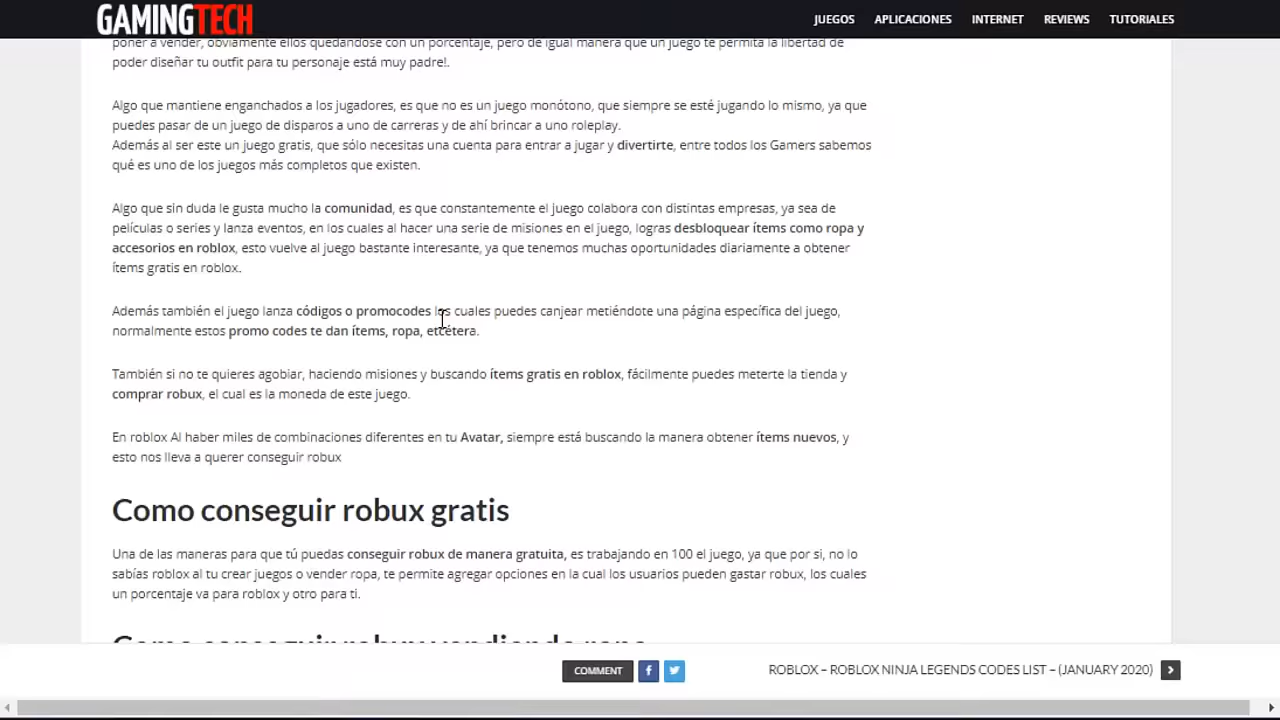 GAMINGTECH
JUEGOS APLICACIONES INTERNET REVIEWS TUTORIALES
poner a vender, obviamente ellos quedándose con un porcentaje, pero de igual manera que un juego te permita la libertad de
poder diseñar tu outfit para tu personaje está muy padre!.
Algo que mantiene enganchados a los jugadores, es que no es un juego monótono, que siempre se esté jugando lo mismo, ya que
puedes pasar de un juego de disparos a uno de carreras y de ahí brincar a uno roleplay.
Además al ser este un juego gratis, que sólo necesitas una cuenta para entrar a jugar y divertirte, entre todos los Gamers sabemos
qué es uno de los juegos más completos que existen.
Algo que sin duda le gusta mucho la comunidad, es que constantemente el juego colabora con distintas empresas, ya sea de
películas o series y lanza eventos, en los cuales al hacer una serie de misiones en el juego, logras desbloquear ítems como ropa y
accesorios en roblox, esto vuelve al juego bastante interesante, ya que tenemos muchas oportunidades diariamente a obtener
ítems gratis en roblox.
Además también el juego lanza códigos o promocodes los cuales puedes canjear metiéndote una página específica del juego,
normalmente estos promo codes te dan ítems, ropa, etcétera.
También si no te quieres agobiar, haciendo misiones y buscando ítems gratis en roblox, fácilmente puedes meterte la tienda y
comprar robux, el cual es la moneda de este juego.
En roblox Al haber miles de combinaciones diferentes en tu Avatar, siempre está buscando la manera obtener ítems nuevos, y
esto nos lleva a querer conseguir robux
Como conseguir robux gratis
Una de las maneras para que tú puedas conseguir robux de manera gratuita, es trabajando en 100 el juego, ya que por si, no lo
sabías roblox al tu crear juegos o vender ropa, te permite agregar opciones en la cual los usuarios pueden gastar robux, los cuales
un porcentaje va para roblox y otro para ti.
Como conseguir robux vendiendo ropa
COMMENT
ROBLOX – ROBLOX NINJA LEGENDS CODES LIST – (JANUARY 2020)